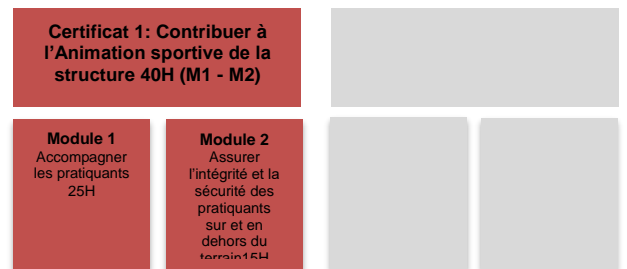 Certificat 1: Contribuer à
l'Animation sportive de la
structure 40H (M1 - M2)
Module 1
Accompagner
les pratiquants
25H
Module 2
Assurer
l'intégrité et la
sécurité des
pratiquants
sur et en
dehors du
terrain15H